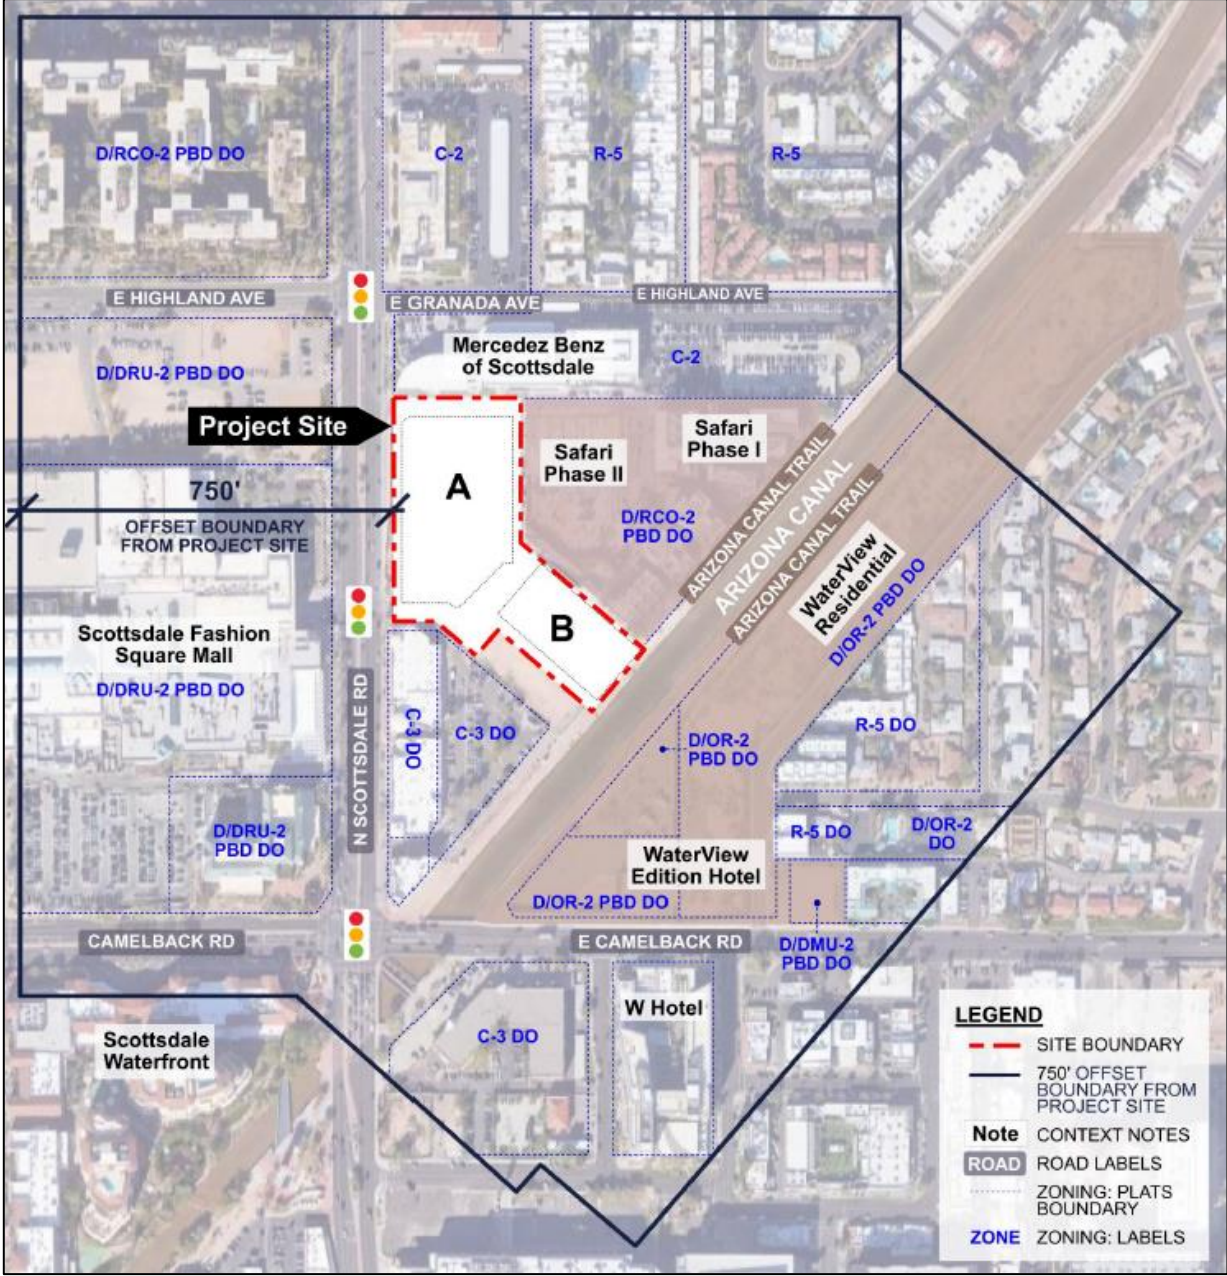 D/RCO-2 PBD DO
C-2
R-5
R-5
E HIGHLAND AVE
E GRANADA AVE
E HIGHLAND AVE
Mercedez Benz
of Scottsdale
C-2
D/DRU-2 PBD DO
Project Site
Safari
Phase I
Safari
Phase II
A
750'
OFFSET BOUNDARY
FROM PROJECT SITE
D/RCO-2
PBD DO
ARIZONA CANAL TRAIL
ARIZONA CANAL
ARIZONA CANAL TRAIL
WaterView
Residential
D/OR-2 PBD DO
B
Scottsdale Fashion
Square Mall
D/DRU-2 PBD DO
N SCOTTSDALE RD
C-3 DO
C-3 DO
D/OR-2
PBD DO
R-5 DO
D/DRU-2
PBD DO
R-5 DO
D/OR-2
DO
WaterView
Edition Hotel
D/OR-2 PBD DO
CAMELBACK RD
E CAMELBACK RD
D/DMU-2
PBD DO
W Hotel
Scottsdale
Waterfront
C-3 DO
LEGEND
SITE BOUNDARY
750' OFFSET
BOUNDARY FROM
PROJECT SITE
Note CONTEXT NOTES
ROAD ROAD LABELS
ZONING: PLATS
BOUNDARY
ZONE ZONING: LABELS